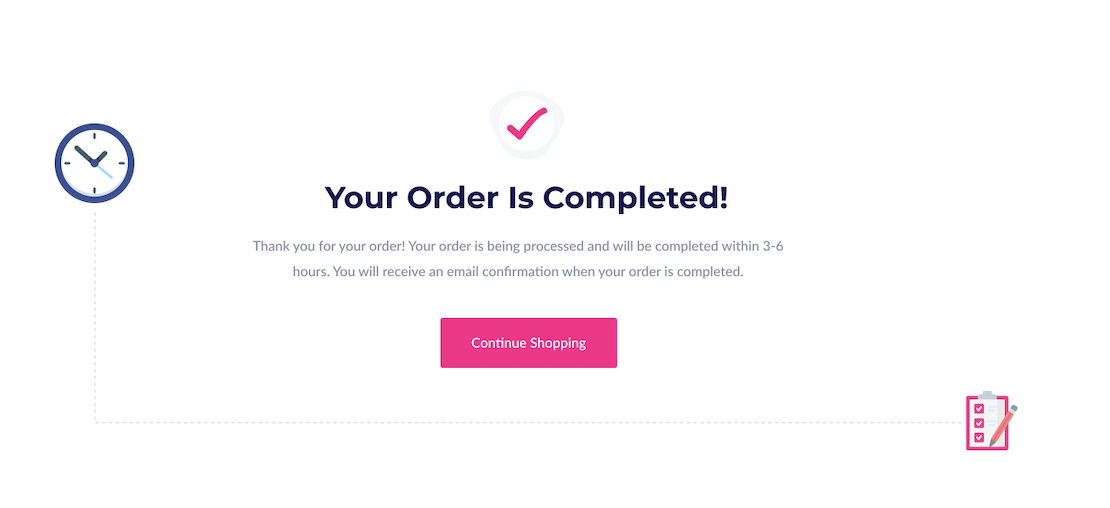 Your Order Is Completed!
Thank you for your order! Your order is being processed and will be completed within 3-6
hours. You will receive an email confirmation when your order is completed.
Continue Shopping